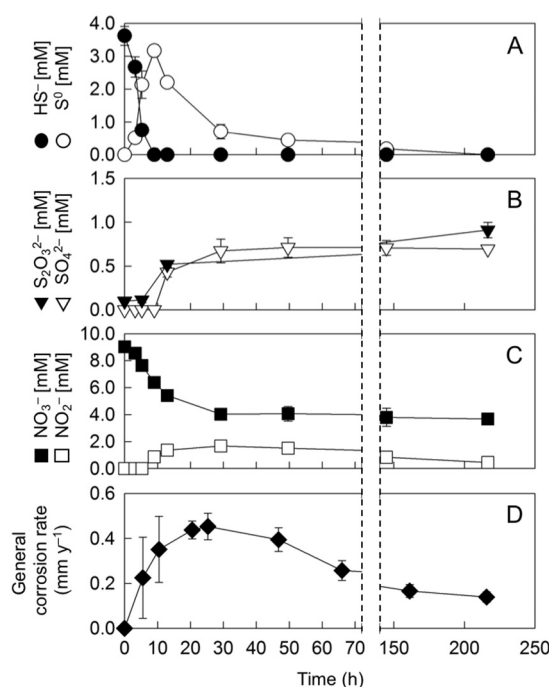 4.0
3.0
2.0
1.0
0.0
HS⁻ [mM]
S⁰ [mM]
A
1.5
1.0
0.5
0.0
S₂O₃²⁻ [mM]
SO₄²⁻ [mM]
B
10.0
8.0
6.0
4.0
2.0
0.0
NO₃⁻ [mM]
NO₂⁻ [mM]
C
0.6
0.4
0.2
0.0
General
corrosion rate
(mm y⁻¹)
D
0 10 20 30 40 50 60 70 150 200 250
Time (h)